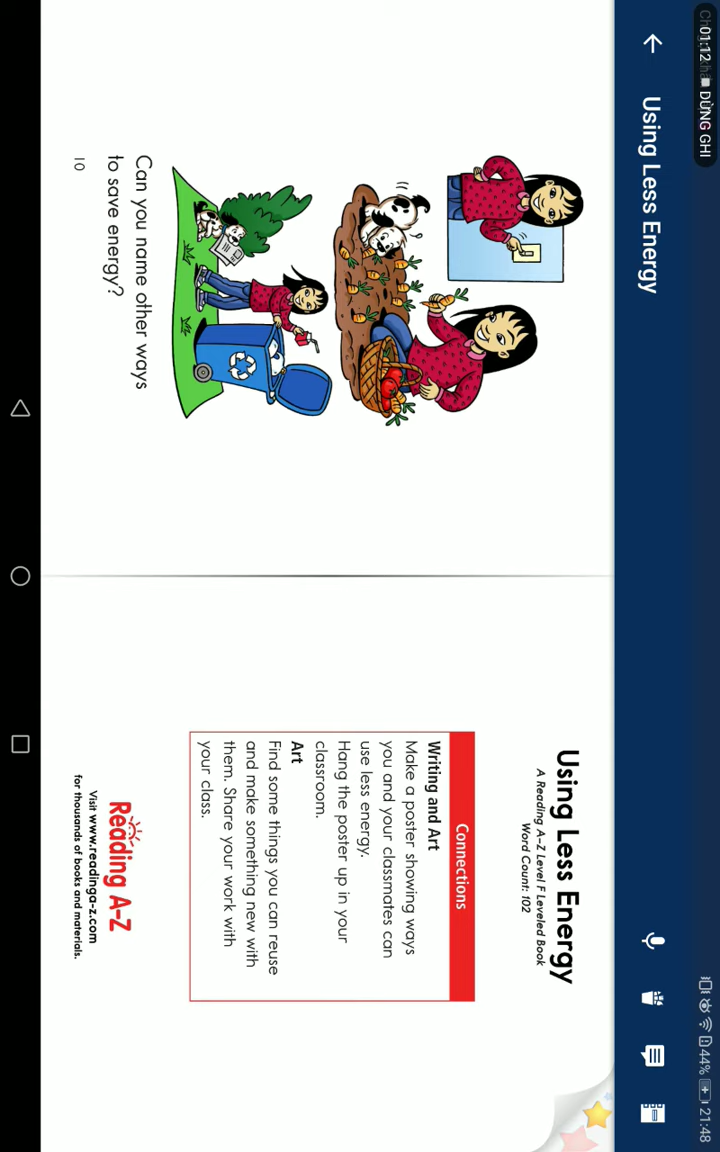 01:12 DỪNG GHI
44% 21:48
Using Less Energy
Can you name other ways
to save energy?
10
Using Less Energy
A Reading A–Z Level F Leveled Book
Word Count: 102
Connections
Writing and Art
Make a poster showing ways
you and your classmates can
use less energy.
Hang the poster up in your
classroom.
Art
Find some things you can reuse
and make something new with
them. Share your work with
your class.
Reading A-Z
Visit www.readinga-z.com
for thousands of books and materials.